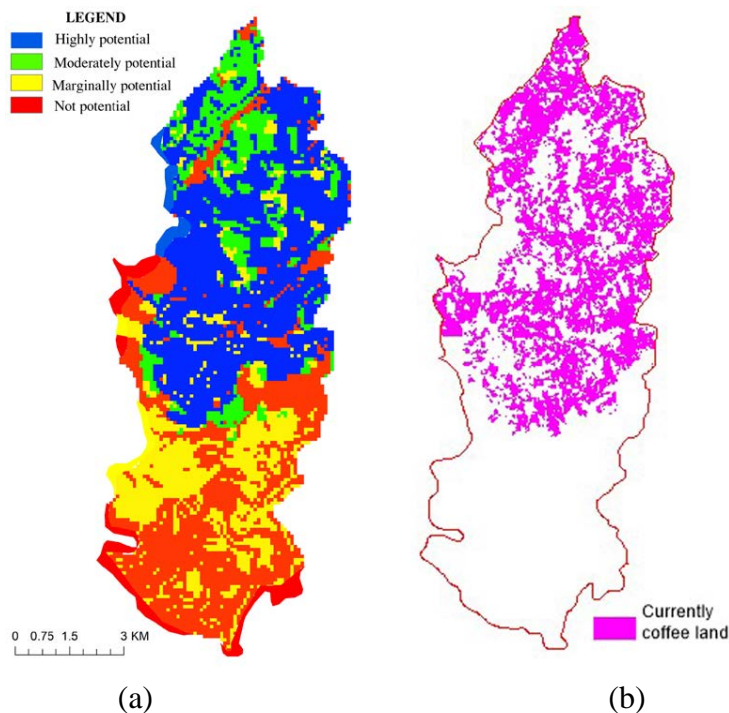 LEGEND
Highly potential
Moderately potential
Marginally potential
Not potential
0 0.75 1.5 3 KM
Currently
coffee land
(a)
(b)